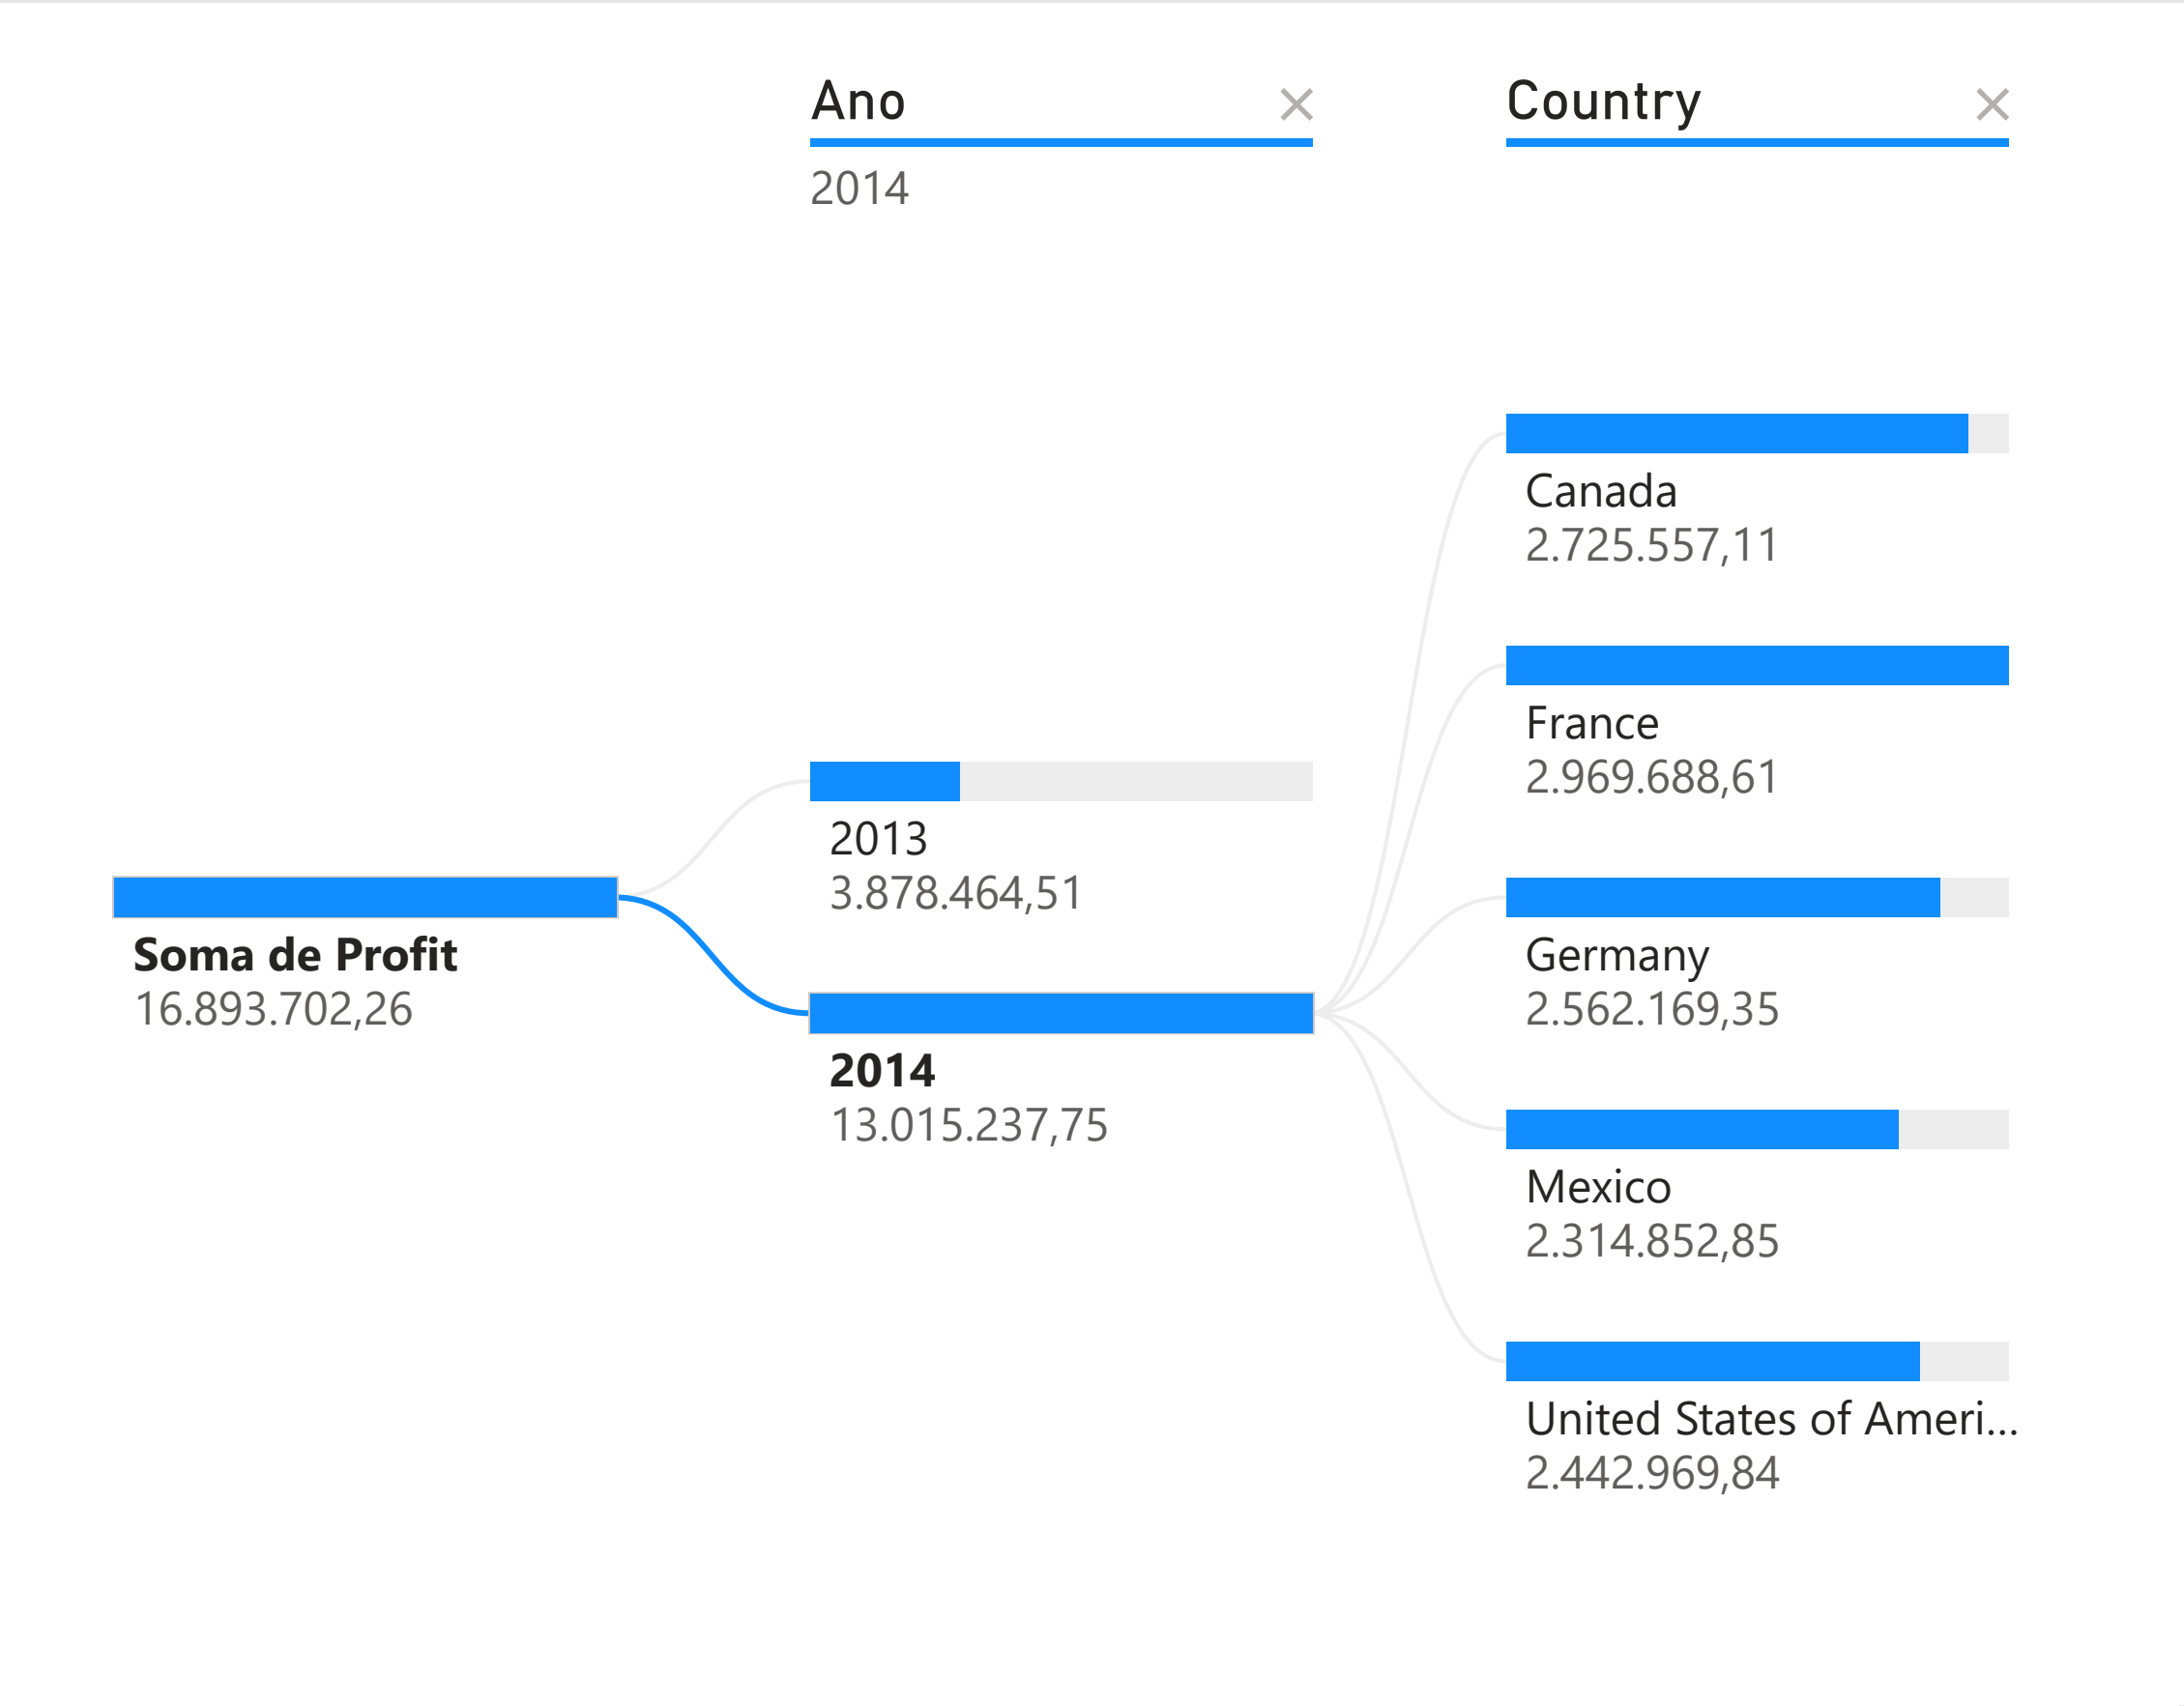 Ano
2014
Country
Soma de Profit
16.893.702,26
2013
3.878.464,51
2014
13.015.237,75
Canada
2.725.557,11
France
2.969.688,61
Germany
2.562.169,35
Mexico
2.314.852,85
United States of Ameri...
2.442.969,84